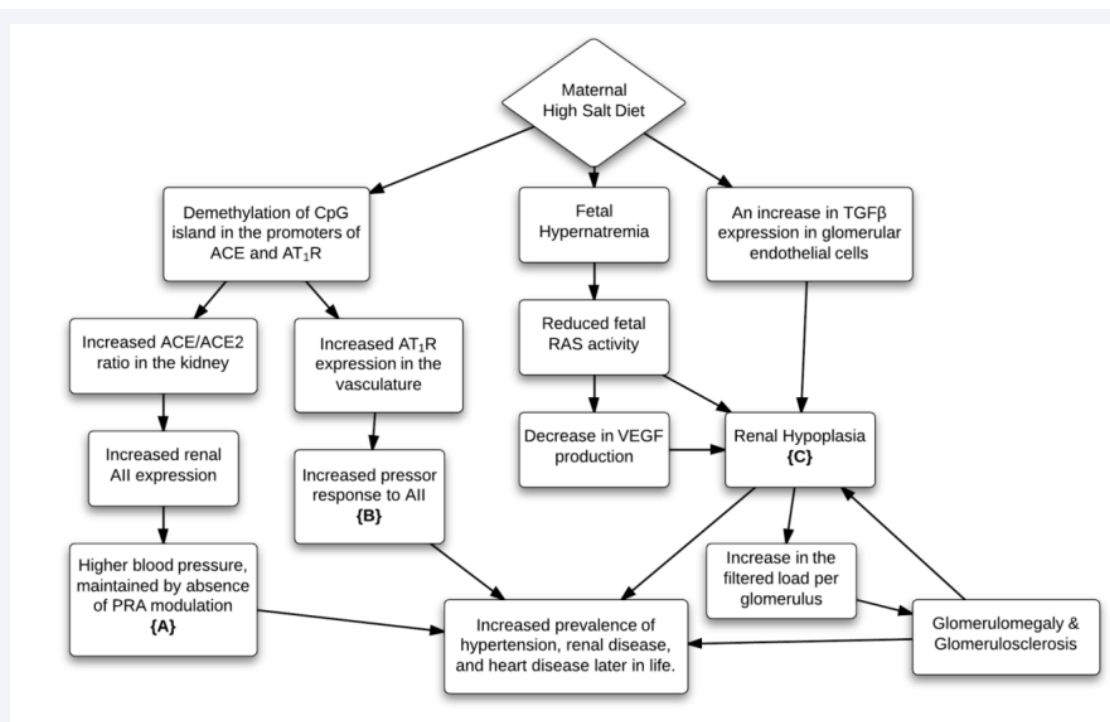 Maternal
High Salt Diet
Demethylation of CpG
island in the promoters of
ACE and AT₁R
Fetal
Hypernatremia
An increase in TGFβ
expression in glomerular
endothelial cells
Increased ACE/ACE2
ratio in the kidney
Increased AT₁R
expression in the
vasculature
Reduced fetal
RAS activity
Increased renal
AII expression
Increased pressor
response to AII
{B}
Decrease in VEGF
production
Renal Hypoplasia
{C}
Higher blood pressure,
maintained by absence
of PRA modulation
{A}
Increase in the
filtered load per
glomerulus
Increased prevalence of
hypertension, renal disease,
and heart disease later in life.
Glomerulomegaly &
Glomerulosclerosis